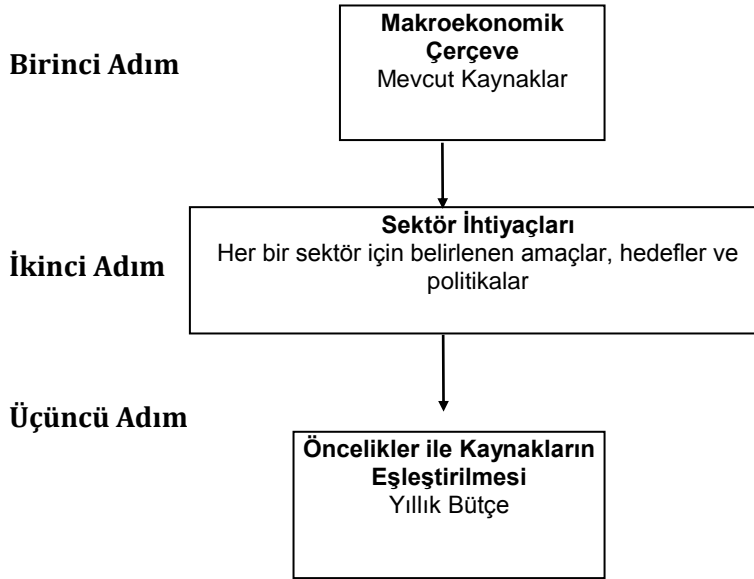 Birinci Adım
Makroekonomik
Çerçeve
Mevcut Kaynaklar
İkinci Adım
Sektör İhtiyaçları
Her bir sektör için belirlenen amaçlar, hedefler ve
politikalar
Üçüncü Adım
Öncelikler ile Kaynakların
Eşleştirilmesi
Yıllık Bütçe